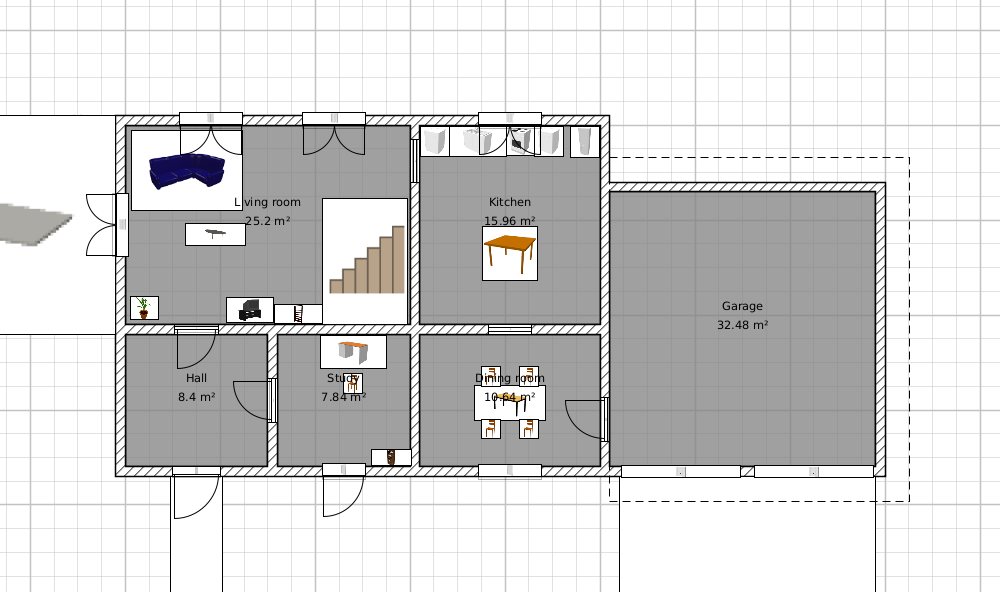 Living room
25.2 m²
Kitchen
15.96 m²
Garage
32.48 m²
Hall
8.4 m²
Study
7.84 m²
Dining room
10.64 m²